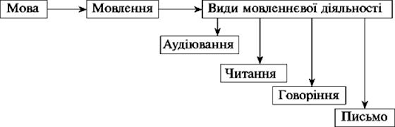 Мова Мовлення Види мовленнєвої діяльності
Аудіювання
Читання
Говоріння
Письмо